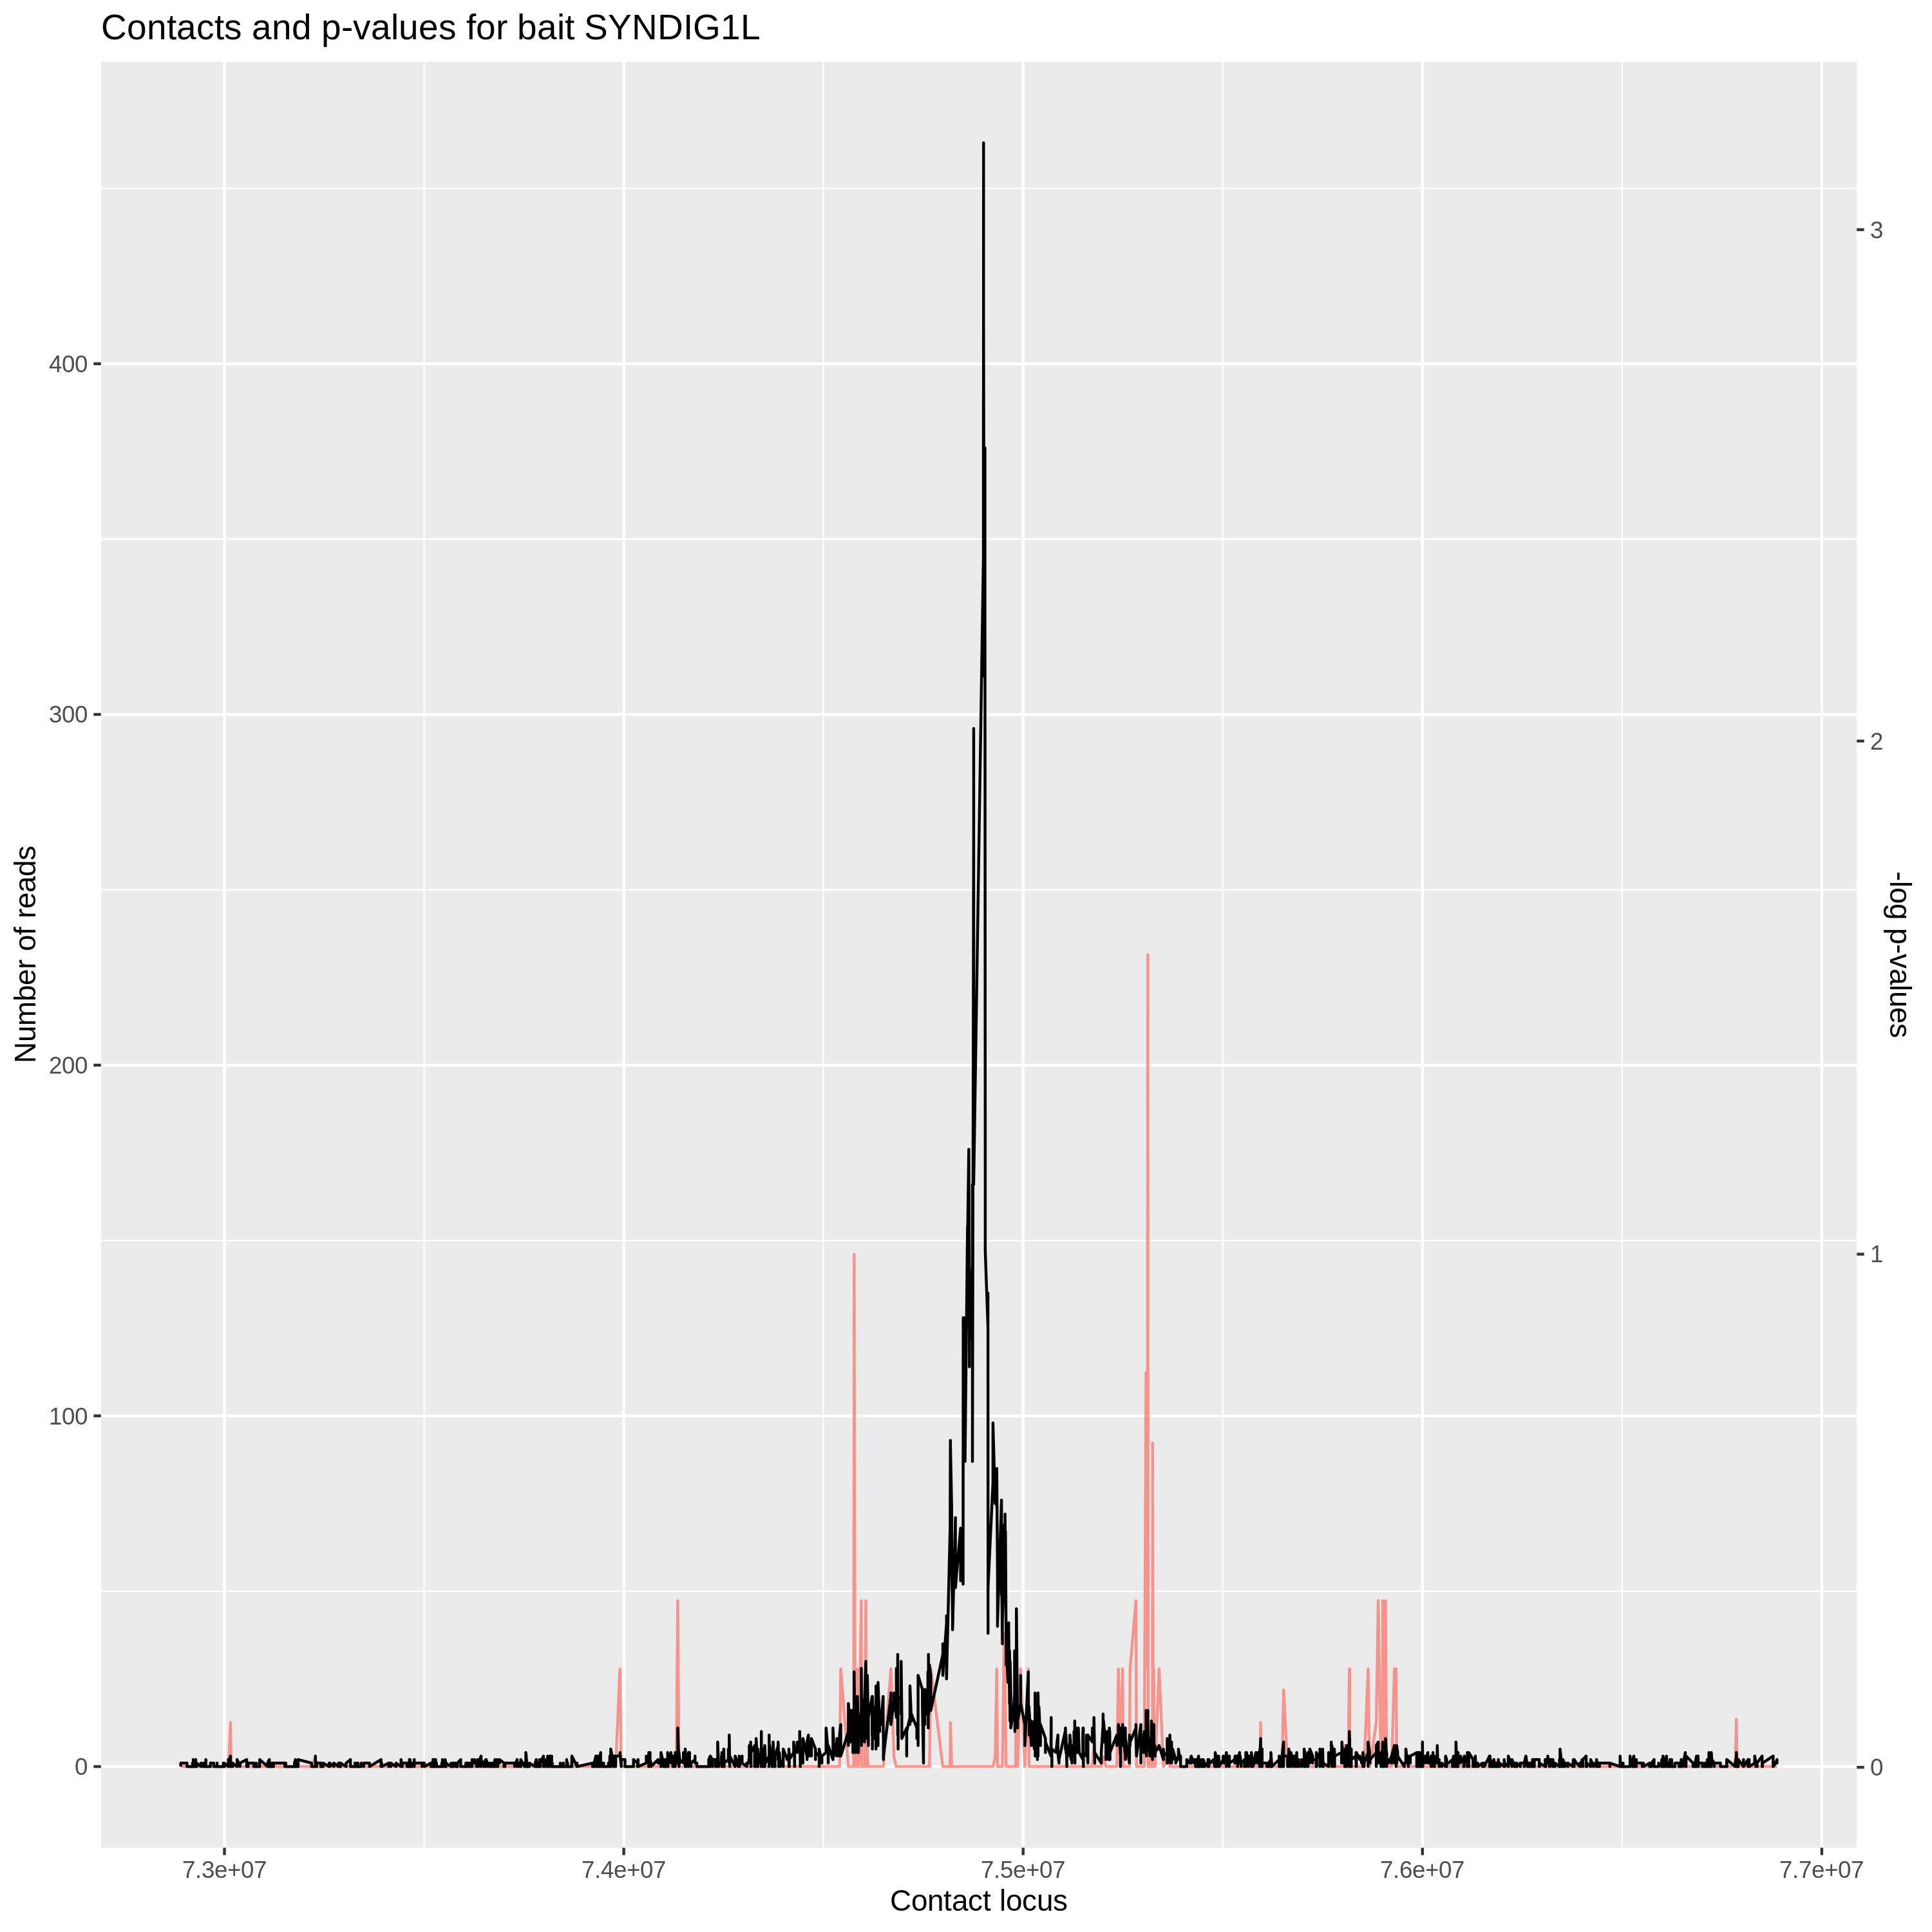 Contacts and p-values for bait SYNDIG1L
Number of reads
400
300
200
100
0
3
2
1
0
-log p-values
7.3e+07
7.4e+07
7.5e+07
7.6e+07
7.7e+07
Contact locus